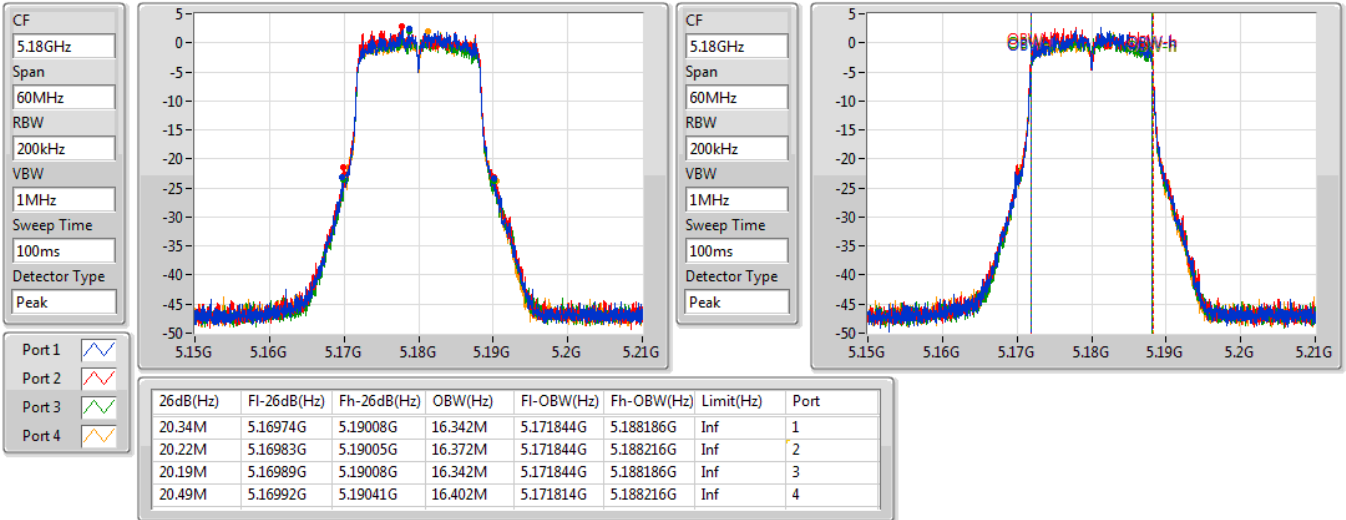 CF
5.18GHz
Span
60MHz
RBW
200kHz
VBW
1MHz
Sweep Time
100ms
Detector Type
Peak
5
0
-5
-10
-15
-20
-25
-30
-35
-40
-45
-50
5.15G 5.16G 5.17G 5.18G 5.19G 5.2G 5.21G
CF
5.18GHz
Span
60MHz
RBW
200kHz
VBW
1MHz
Sweep Time
100ms
Detector Type
Peak
5
0
-5
-10
-15
-20
-25
-30
-35
-40
-45
-50
5.15G 5.16G 5.17G 5.18G 5.19G 5.2G 5.21G
Port 1
Port 2
Port 3
Port 4
26dB(Hz) Fl-26dB(Hz) Fh-26dB(Hz) OBW(Hz) Fl-OBW(Hz) Fh-OBW(Hz) Limit(Hz) Port
20.34M 5.16974G 5.19008G 16.342M 5.171844G 5.188186G Inf 1
20.22M 5.16983G 5.19005G 16.372M 5.171844G 5.188216G Inf 2
20.19M 5.16989G 5.19008G 16.342M 5.171844G 5.188186G Inf 3
20.49M 5.16992G 5.19041G 16.402M 5.171814G 5.188216G Inf 4